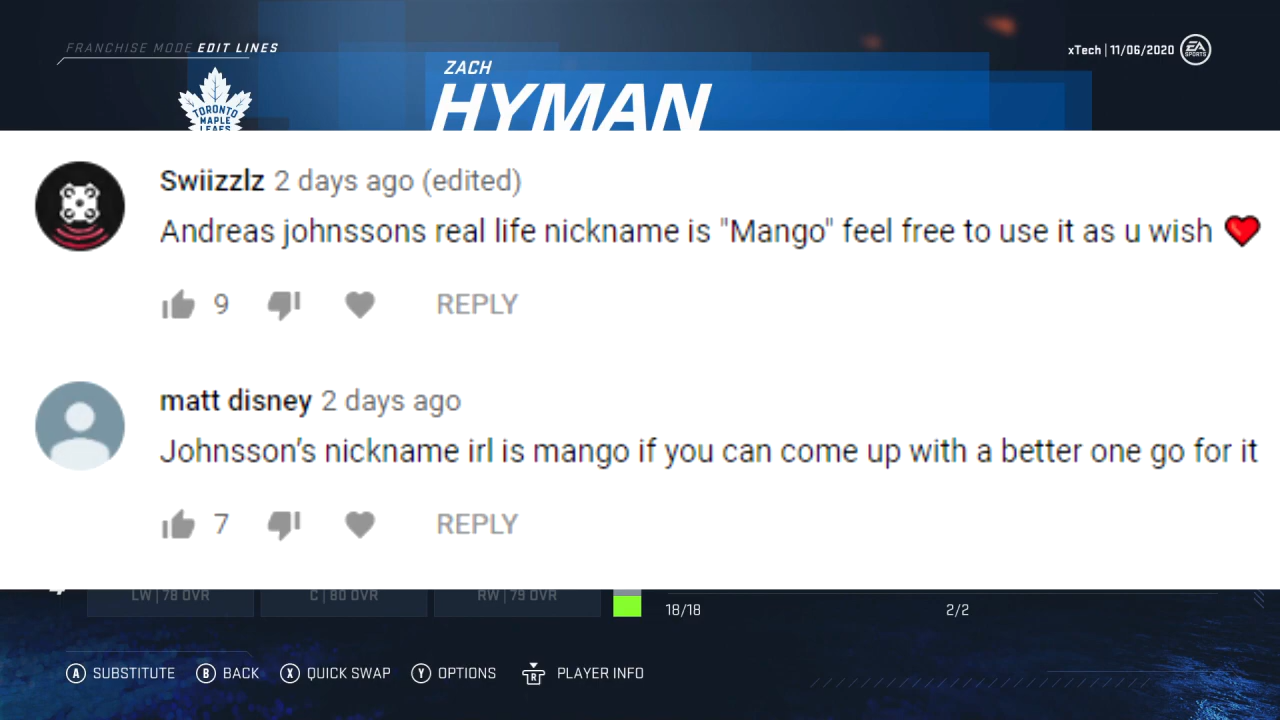 FRANCHISE MODE EDIT LINES
xTech | 11/06/2020
EA SPORTS
TORONTO
MAPLE
LEAFS
ZACH
HYMAN
Swiizzlz 2 days ago (edited)
Andreas johnssons real life nickname is "Mango" feel free to use it as u wish ❤️
9 REPLY
matt disney 2 days ago
Johnsson's nickname irl is mango if you can come up with a better one go for it
7 REPLY
LW | 78 OVR C | 80 OVR RW | 79 OVR
18/18 2/2
A SUBSTITUTE B BACK X QUICK SWAP Y OPTIONS R PLAYER INFO